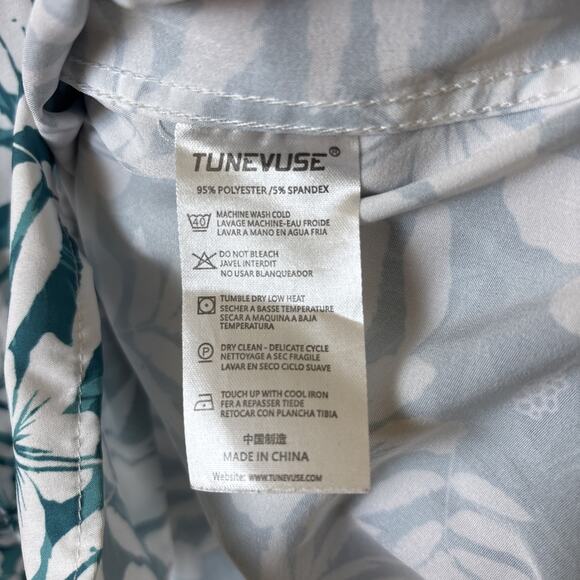 TUNEVUSE®
95% POLYESTER /5% SPANDEX
40
MACHINE WASH COLD
LAVAGE MACHINE-EAU FROIDE
LAVAR A MANO EN AGUA FRIA
DO NOT BLEACH
JAVEL INTERDIT
NO USAR BLANQUEADOR
TUMBLE DRY LOW HEAT
SECHER A BASSE TEMPERATURE
SECAR A MAQUINA A BAJA
TEMPERATURA
P
DRY CLEAN - DELICATE CYCLE
NETTOYAGE A SEC FRAGILE
LAVAR EN SECO CICLO SUAVE
TOUCH UP WITH COOL IRON
FER A REPASSER TIEDE
RETOCAR CON PLANCHA TIBIA
中国制造
MADE IN CHINA
Website: WWW.TUNEVUSE.COM